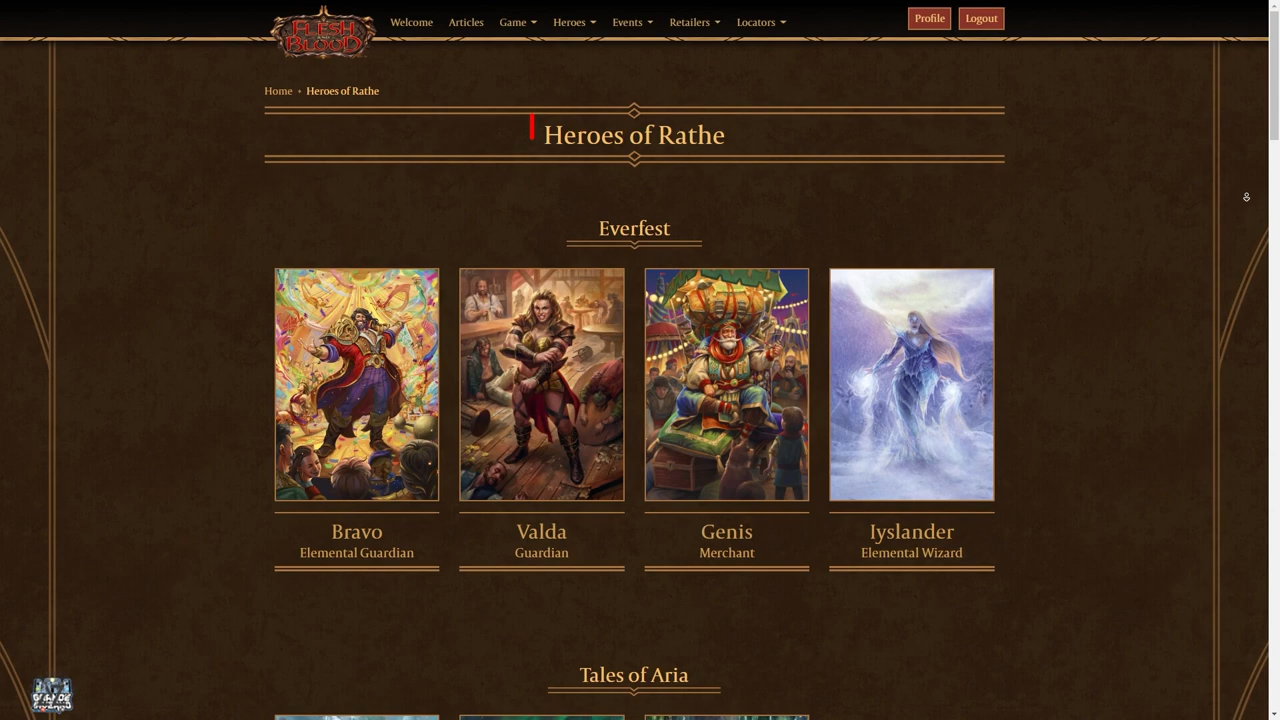 FLESH
AND
BLOOD
Welcome Articles Game Heroes Events Retailers Locators Profile Logout
Home • Heroes of Rathe
Heroes of Rathe
Everfest
Bravo
Elemental Guardian
Valda
Guardian
Genis
Merchant
Iyslander
Elemental Wizard
Tales of Aria